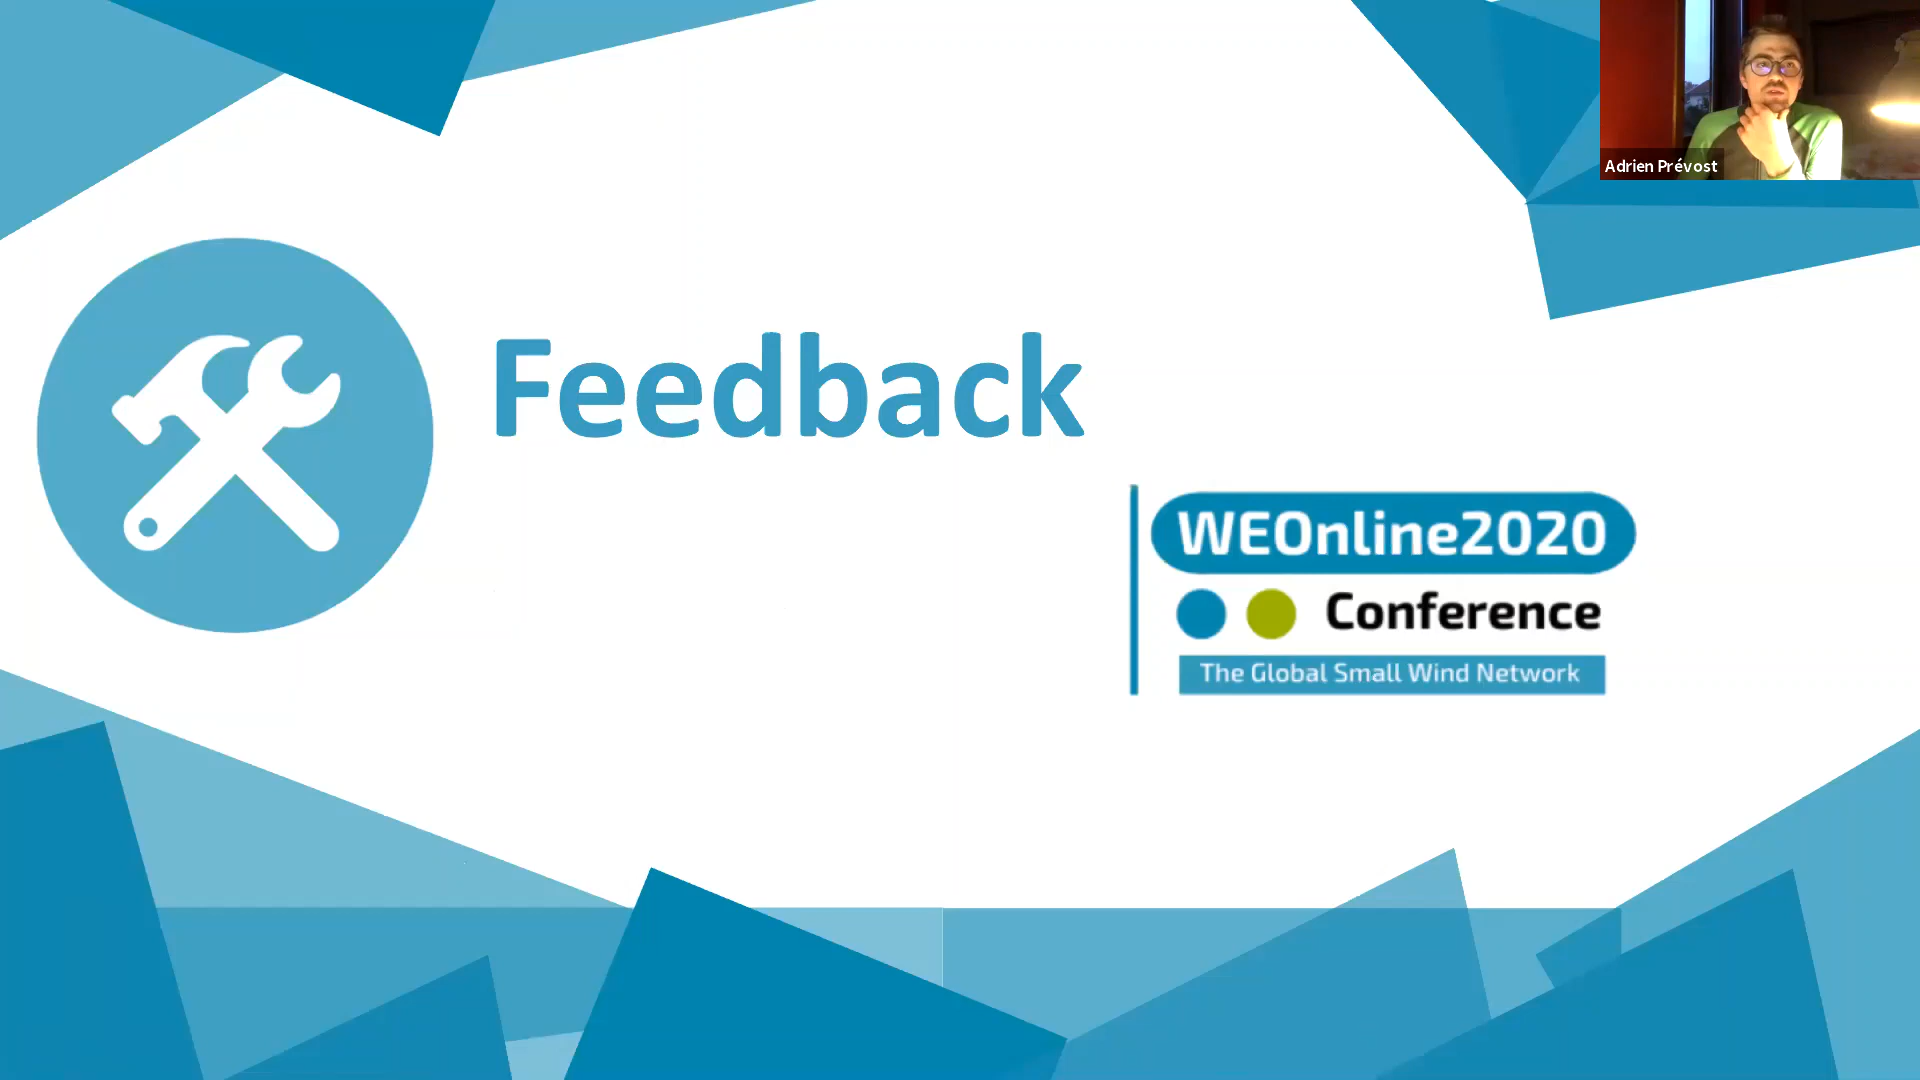 Adrien Prévost
Feedback
WEOnline2020
Conference
The Global Small Wind Network